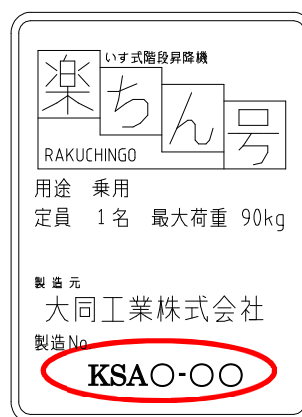 いす式階段昇降機
楽ちん号
RAKUCHINGO
用途 乗用
定員 1名 最大荷重 90kg
製造元
大同工業株式会社
製造No
KSA○-○○